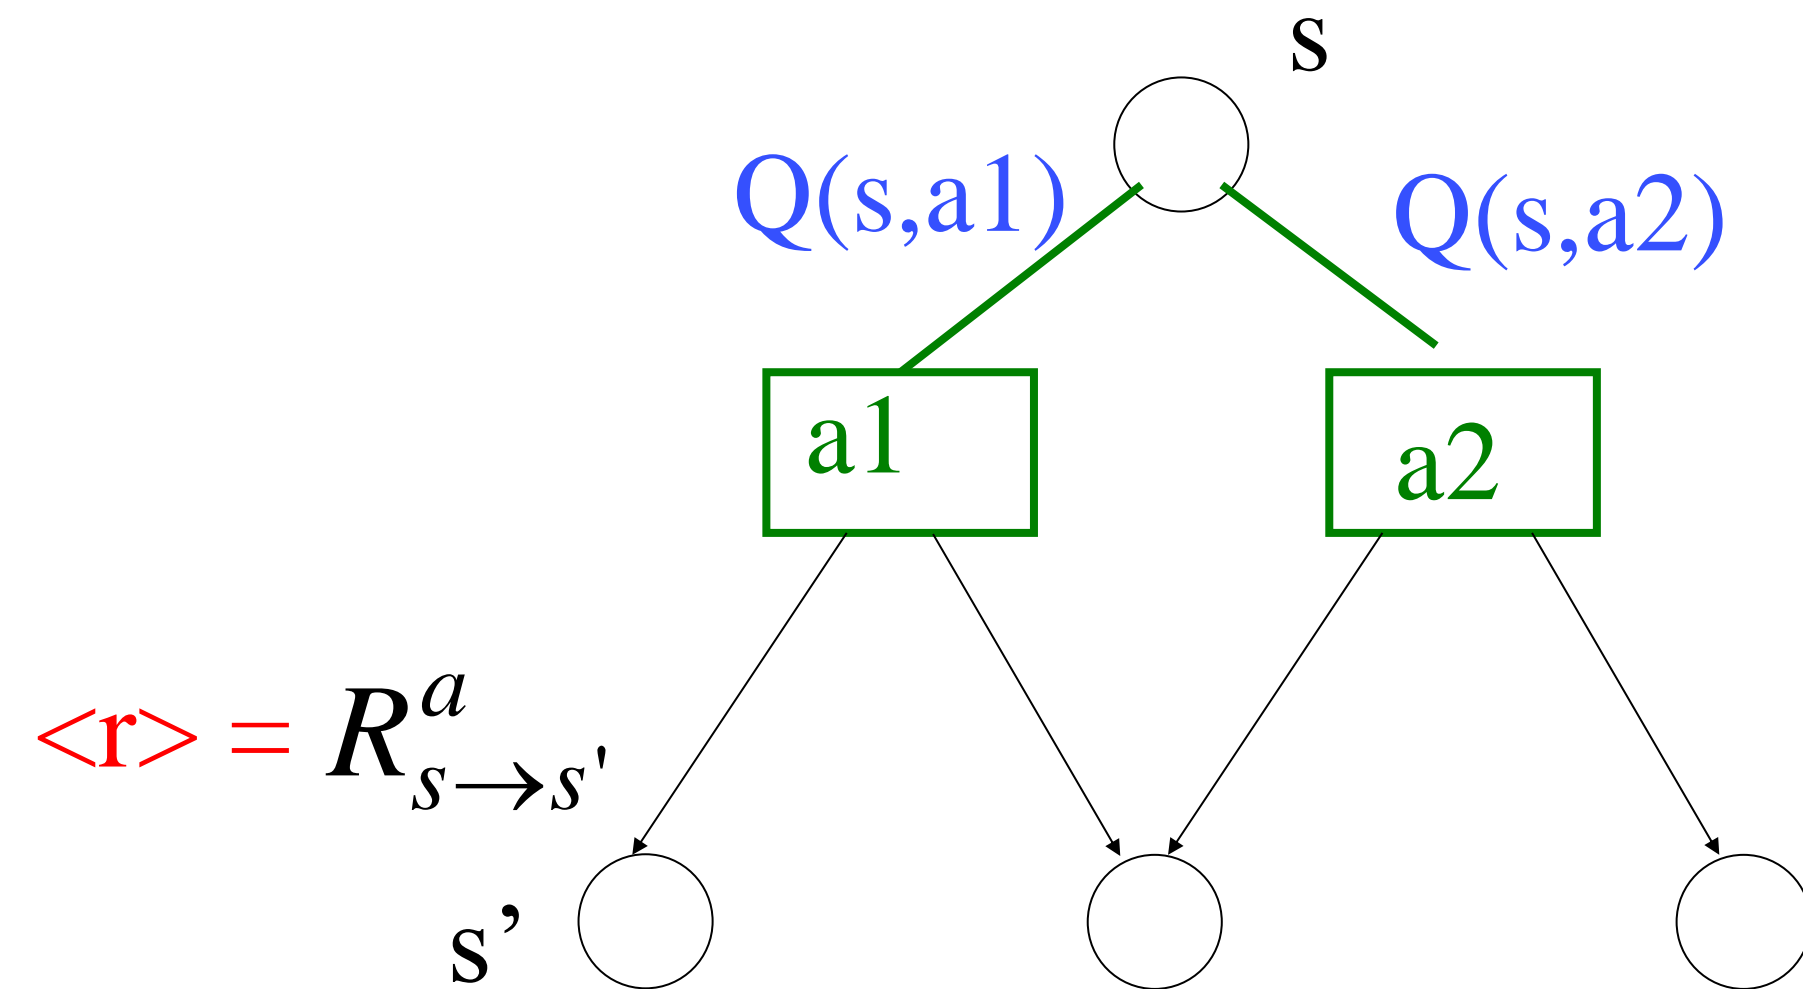 s
Q(s,a1)
Q(s,a2)
a1
a2
<r> = R^a_{s→s'}
s’